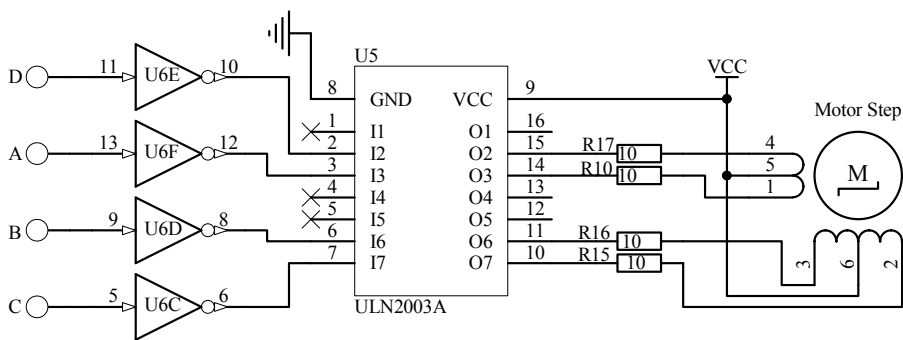 U5
D 11 U6E 10
8 GND VCC 9
VCC
Motor Step
1 I1 O1 16
A 13 U6F 12
2 I2 O2 15 R17 10 4
3 I3 O3 14 R10 10 5
1
M
4 I4 O4 13
5 I5 O5 12
B 9 U6D 8
6 I6 O6 11 R16 10
7 I7 O7 10 R15 10
3 6 2
C 5 U6C 6
ULN2003A